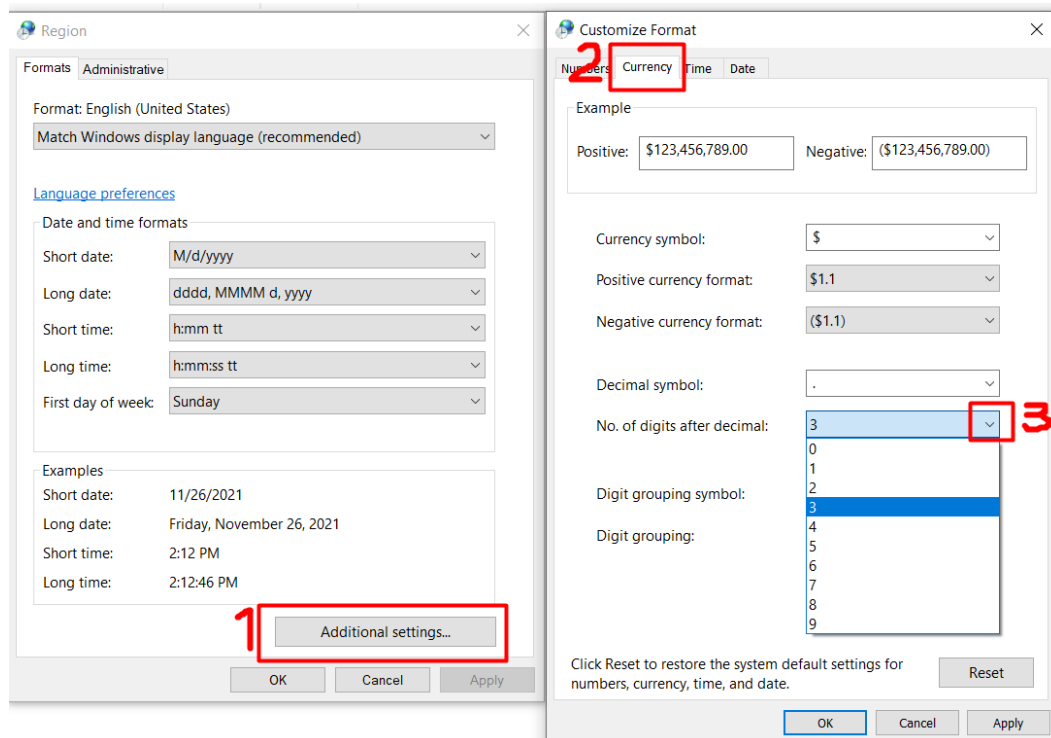 Region
Formats Administrative
Format: English (United States)
Match Windows display language (recommended)
Language preferences
Date and time formats
Short date: M/d/yyyy
Long date: dddd, MMMM d, yyyy
Short time: h:mm tt
Long time: h:mm:ss tt
First day of week: Sunday
Examples
Short date: 11/26/2021
Long date: Friday, November 26, 2021
Short time: 2:12 PM
Long time: 2:12:46 PM
1
Additional settings...
OK Cancel Apply
Customize Format
2
Numbers Currency Time Date
Example
Positive: $123,456,789.00 Negative: ($123,456,789.00)
Currency symbol: $
Positive currency format: $1.1
Negative currency format: ($1.1)
Decimal symbol: .
No. of digits after decimal: 3
3
0
1
2
3
4
5
6
7
8
9
Digit grouping symbol:
Digit grouping:
Click Reset to restore the system default settings for
numbers, currency, time, and date.
Reset
OK Cancel Apply